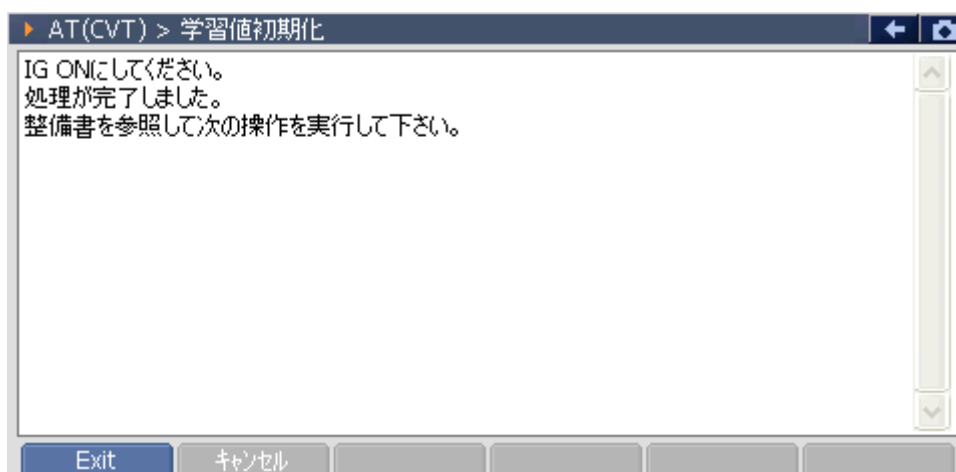 AT(CVT) > 学習値初期化
IG ONにしてください。
処理が完了しました。
整備書を参照して次の操作を実行して下さい。
Exit キャンセル